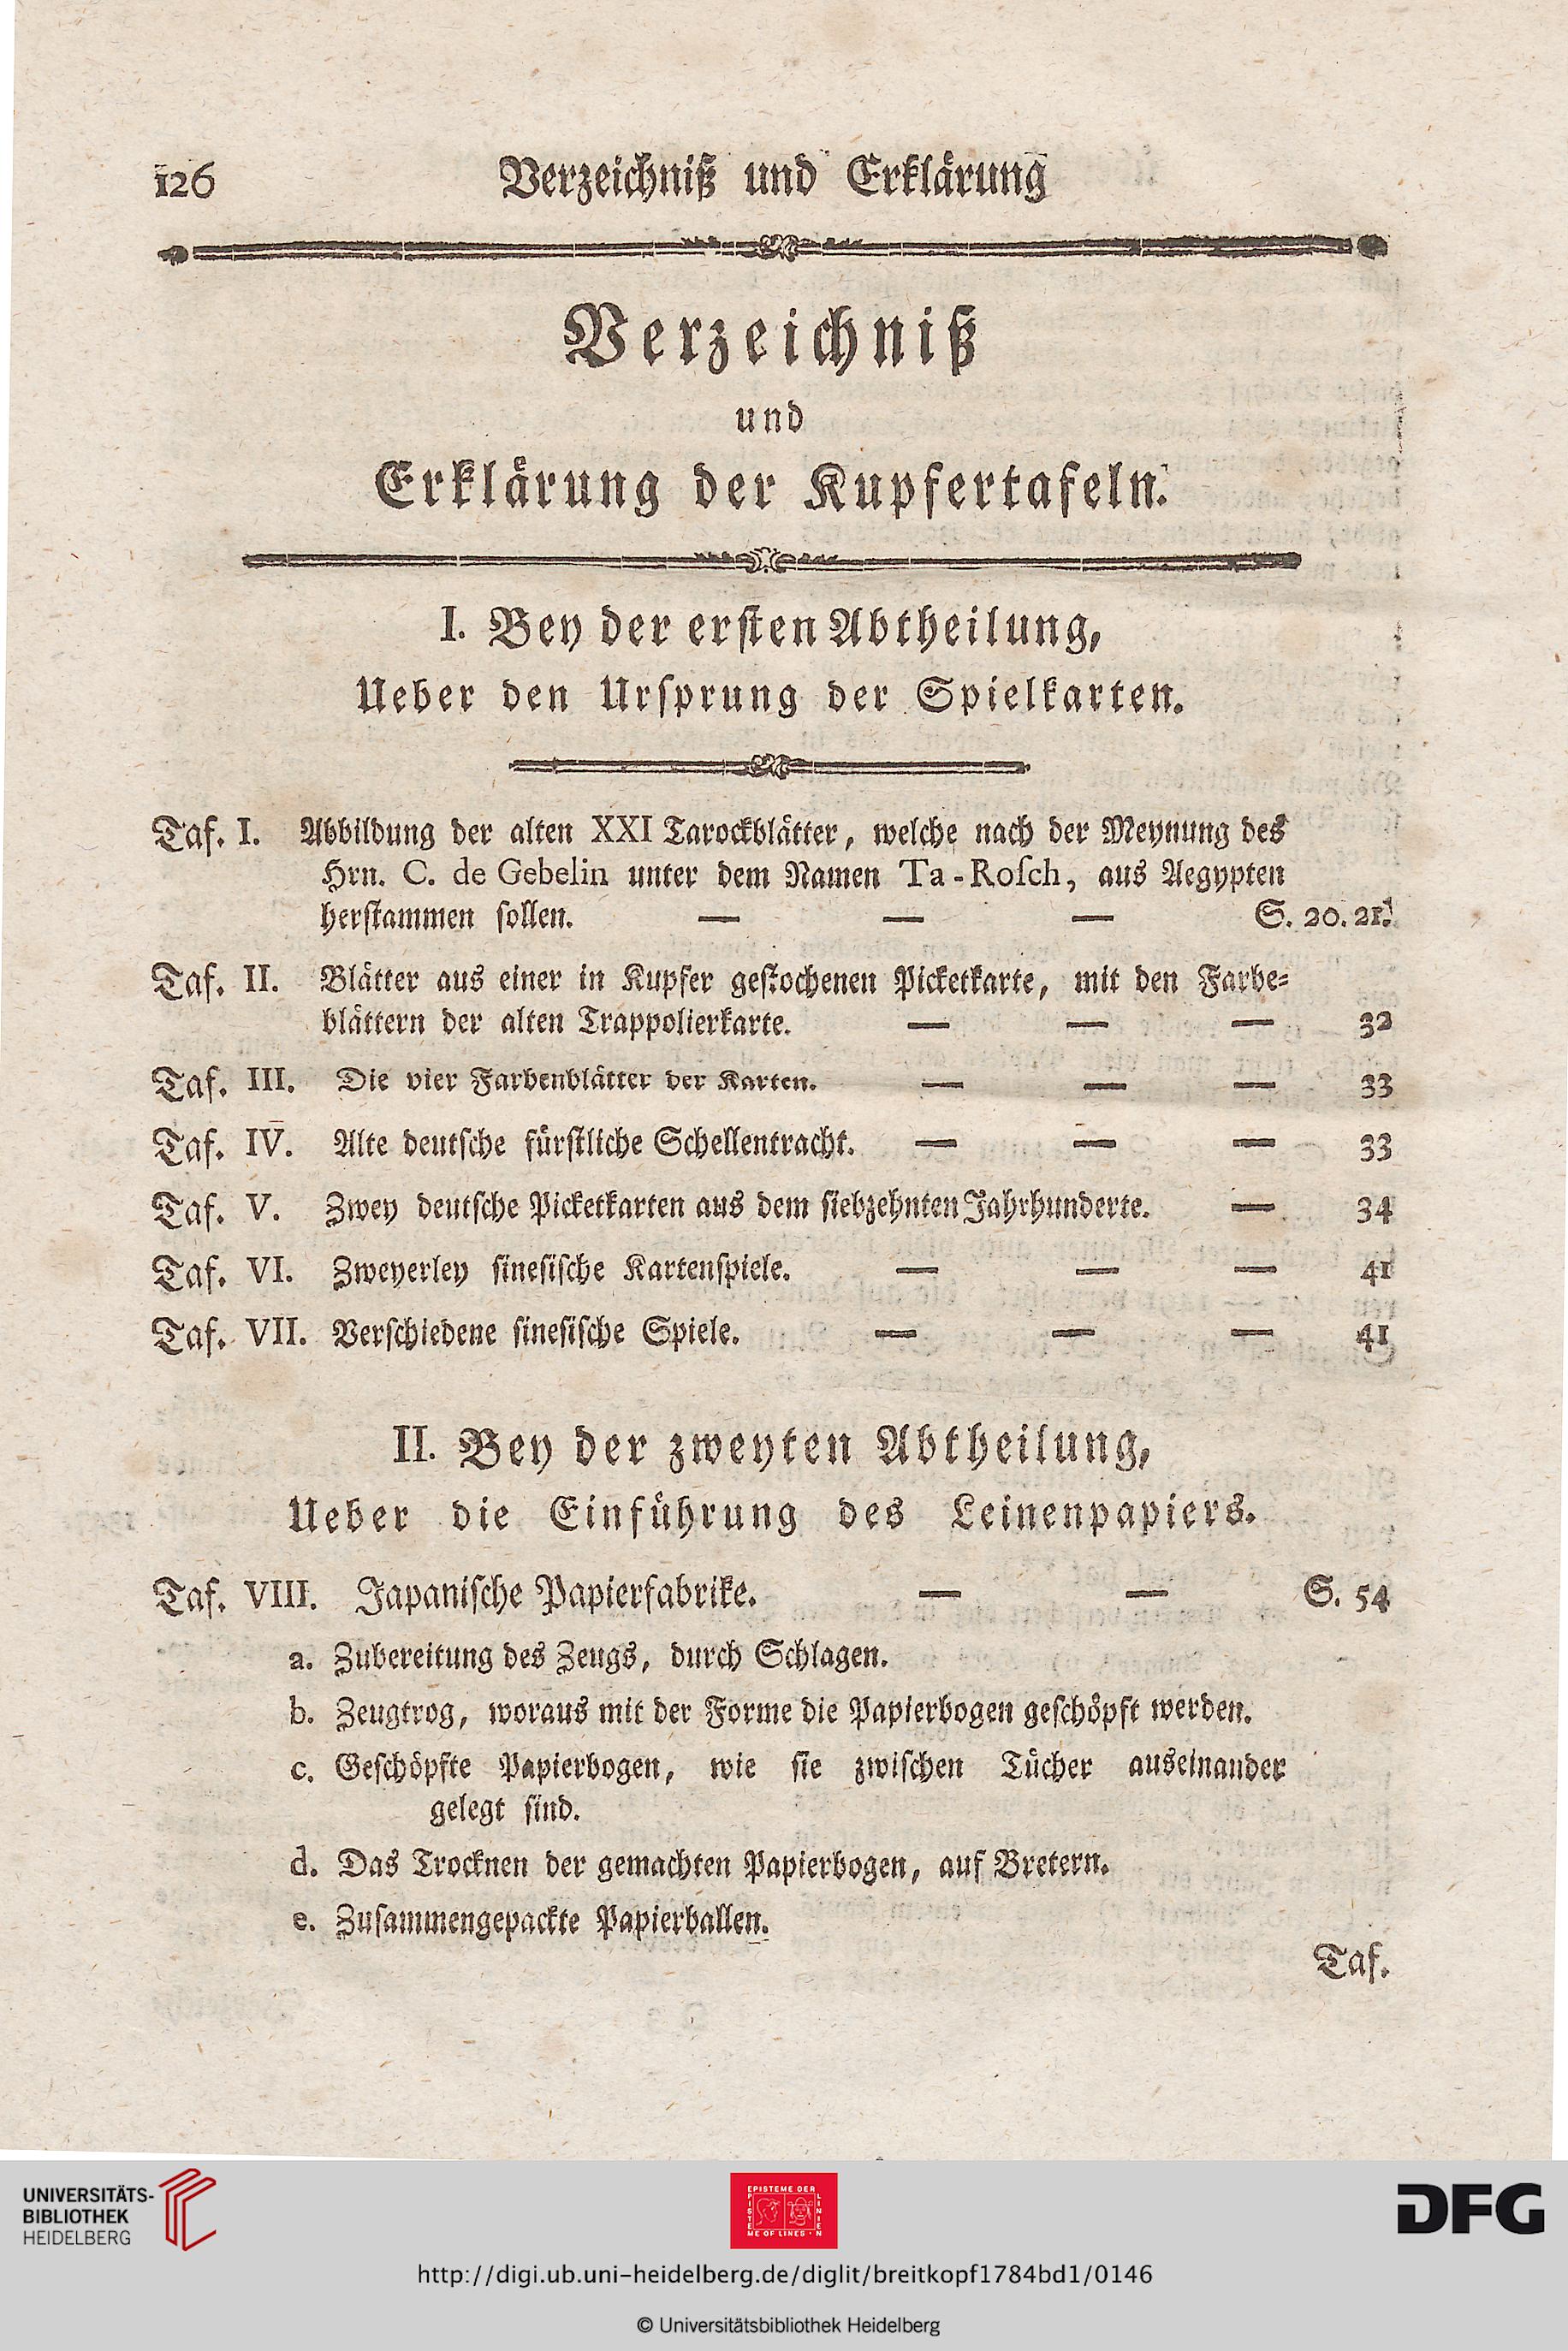 126 Verzeichniß und Erklärung
Verzeichniß
und
Erklärung der Kupfertafeln.
I. Bey der erſten Abtheilung,
Ueber den Urſprung der Spielkarten.
Taf. I. Abbildung der alten XXI Tarockblätter, welche nach der Meynung des
Hrn. C. de Gebelin unter dem Namen Ta-Roſch, aus Aegypten
herſtammen ſollen. — — — S. 20. 21.
Taf. II. Blätter aus einer in Kupfer geſtochenen Picketkarte, mit den Farbe-
blättern der alten Trappolierkarte. — — — 32
Taf. III. Die vier Farbenblätter der Karten. — — — 33
Taf. IV. Alte deutſche fürſtliche Schellentracht. — — — 33
Taf. V. Zwey deutſche Picketkarten aus dem ſiebzehnten Jahrhunderte. — 34
Taf. VI. Zweyerley ſineſiſche Kartenſpiele. — — — 41
Taf. VII. Verſchiedene ſineſiſche Spiele. — — — 41
II. Bey der zweyten Abtheilung,
Ueber die Einführung des Leinenpapiers.
Taf. VIII. Japaniſche Papierfabrike. — — S. 54
a. Zubereitung des Zeugs, durch Schlagen.
b. Zeugtrog, woraus mit der Forme die Papierbogen geſchöpft werden.
c. Geſchöpfte Papierbogen, wie ſie zwiſchen Tücher auseinander
gelegt ſind.
d. Das Trocknen der gemachten Papierbogen, auf Bretern.
e. Zuſammengepackte Papierballen.
Taf.
UNIVERSITÄTS-
BIBLIOTHEK
HEIDELBERG
EPISTEME DER
LINIEN
EPISTE
ME OF LINES
DFG
http://digi.ub.uni-heidelberg.de/diglit/breitkopf1784bd1/0146
© Universitätsbibliothek Heidelberg